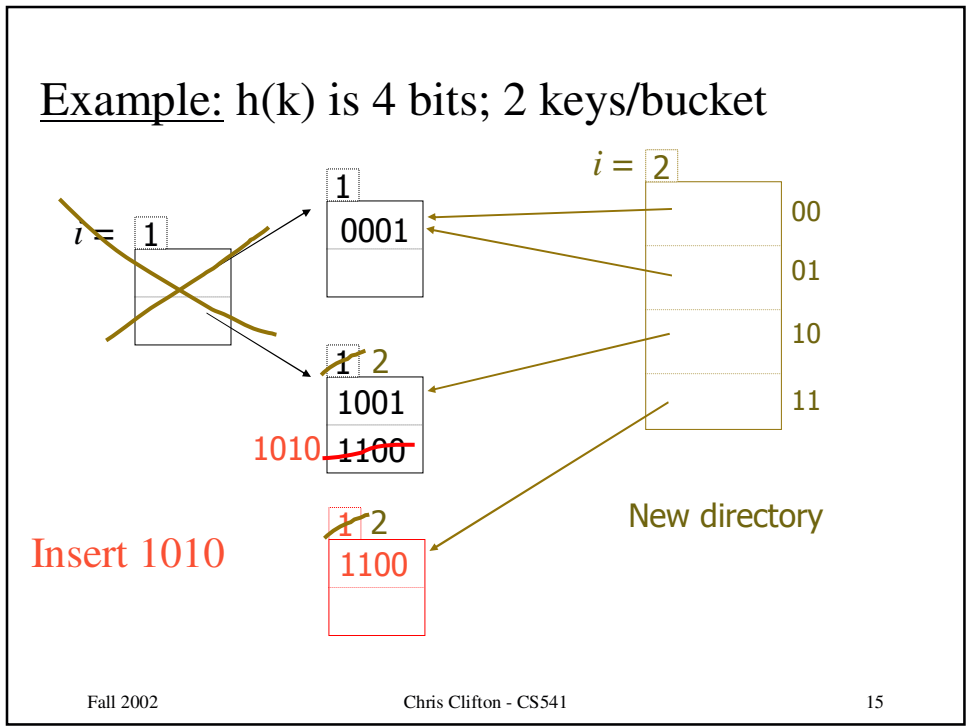 Example: h(k) is 4 bits; 2 keys/bucket
i = 2
1
00
i = 1
0001
01
10
1 2
1001
11
1010 1100
1 2
New directory
Insert 1010
1100
Fall 2002 Chris Clifton - CS541 15